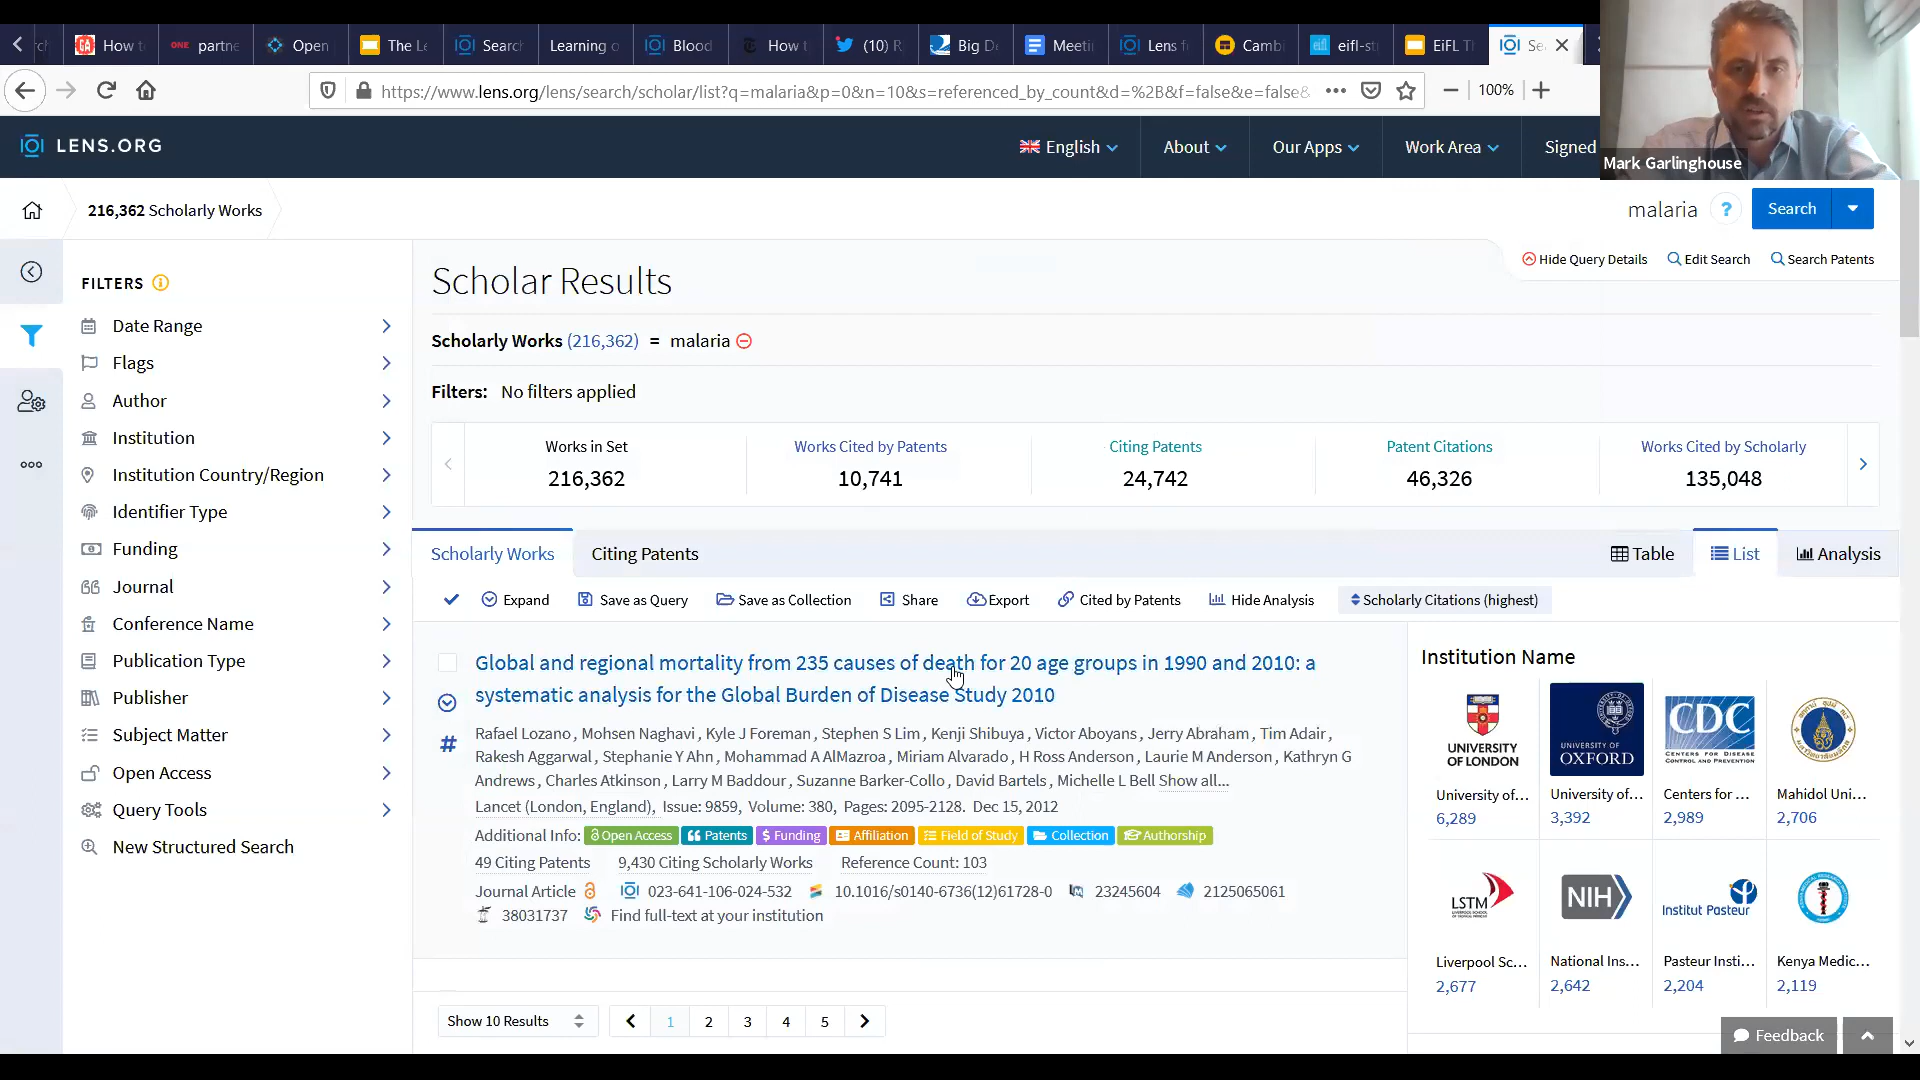 How t
ONE partne
Open
The Le
Search
Learning o
Blood
How t
(10)
Big D
Meeti
Lens f
Camb
eifl-st
EiFL T
Se
https://www.lens.org/lens/search/scholar/list?q=malaria&p=0&n=10&s=referenced_by_count&d=%2B&f=false&e=false&
100%
LENS.ORG
English
About
Our Apps
Work Area
Signed
Mark Garlinghouse
216,362 Scholarly Works
malaria
?
Search
Hide Query Details
Edit Search
Search Patents
FILTERS
Date Range
Flags
Author
Institution
Institution Country/Region
Identifier Type
Funding
Journal
Conference Name
Publication Type
Publisher
Subject Matter
Open Access
Query Tools
New Structured Search
Scholar Results
Scholarly Works (216,362) = malaria
Filters: No filters applied
Works in Set
216,362
Works Cited by Patents
10,741
Citing Patents
24,742
Patent Citations
46,326
Works Cited by Scholarly
135,048
Scholarly Works
Citing Patents
Table
List
Analysis
Expand
Save as Query
Save as Collection
Share
Export
Cited by Patents
Hide Analysis
Scholarly Citations (highest)
Global and regional mortality from 235 causes of death for 20 age groups in 1990 and 2010: a
systematic analysis for the Global Burden of Disease Study 2010
Rafael Lozano, Mohsen Naghavi, Kyle J Foreman, Stephen S Lim, Kenji Shibuya, Victor Aboyans, Jerry Abraham, Tim Adair,
Rakesh Aggarwal, Stephanie Y Ahn, Mohammad A AlMazroa, Miriam Alvarado, H Ross Anderson, Laurie M Anderson, Kathryn G
Andrews, Charles Atkinson, Larry M Baddour, Suzanne Barker-Collo, David Bartels, Michelle L Bell Show all...
Lancet (London, England), Issue: 9859, Volume: 380, Pages: 2095-2128. Dec 15, 2012
Additional Info: Open Access Patents Funding Affiliation Field of Study Collection Authorship
49 Citing Patents 9,430 Citing Scholarly Works Reference Count: 103
Journal Article 023-641-106-024-532 10.1016/s0140-6736(12)61728-0 23245604 2125065061
38031737 Find full-text at your institution
Show 10 Results
1 2 3 4 5
Institution Name
UNIVERSITY OF LONDON
UNIVERSITY OF OXFORD
CDC
CENTERS FOR DISEASE CONTROL AND PREVENTION
University of...
6,289
University of...
3,392
Centers for ...
2,989
Mahidol Uni...
2,706
LSTM
NIH
Institut Pasteur
Liverpool Sc...
2,677
National Ins...
2,642
Pasteur Insti...
2,204
Kenya Medic...
2,119
Feedback